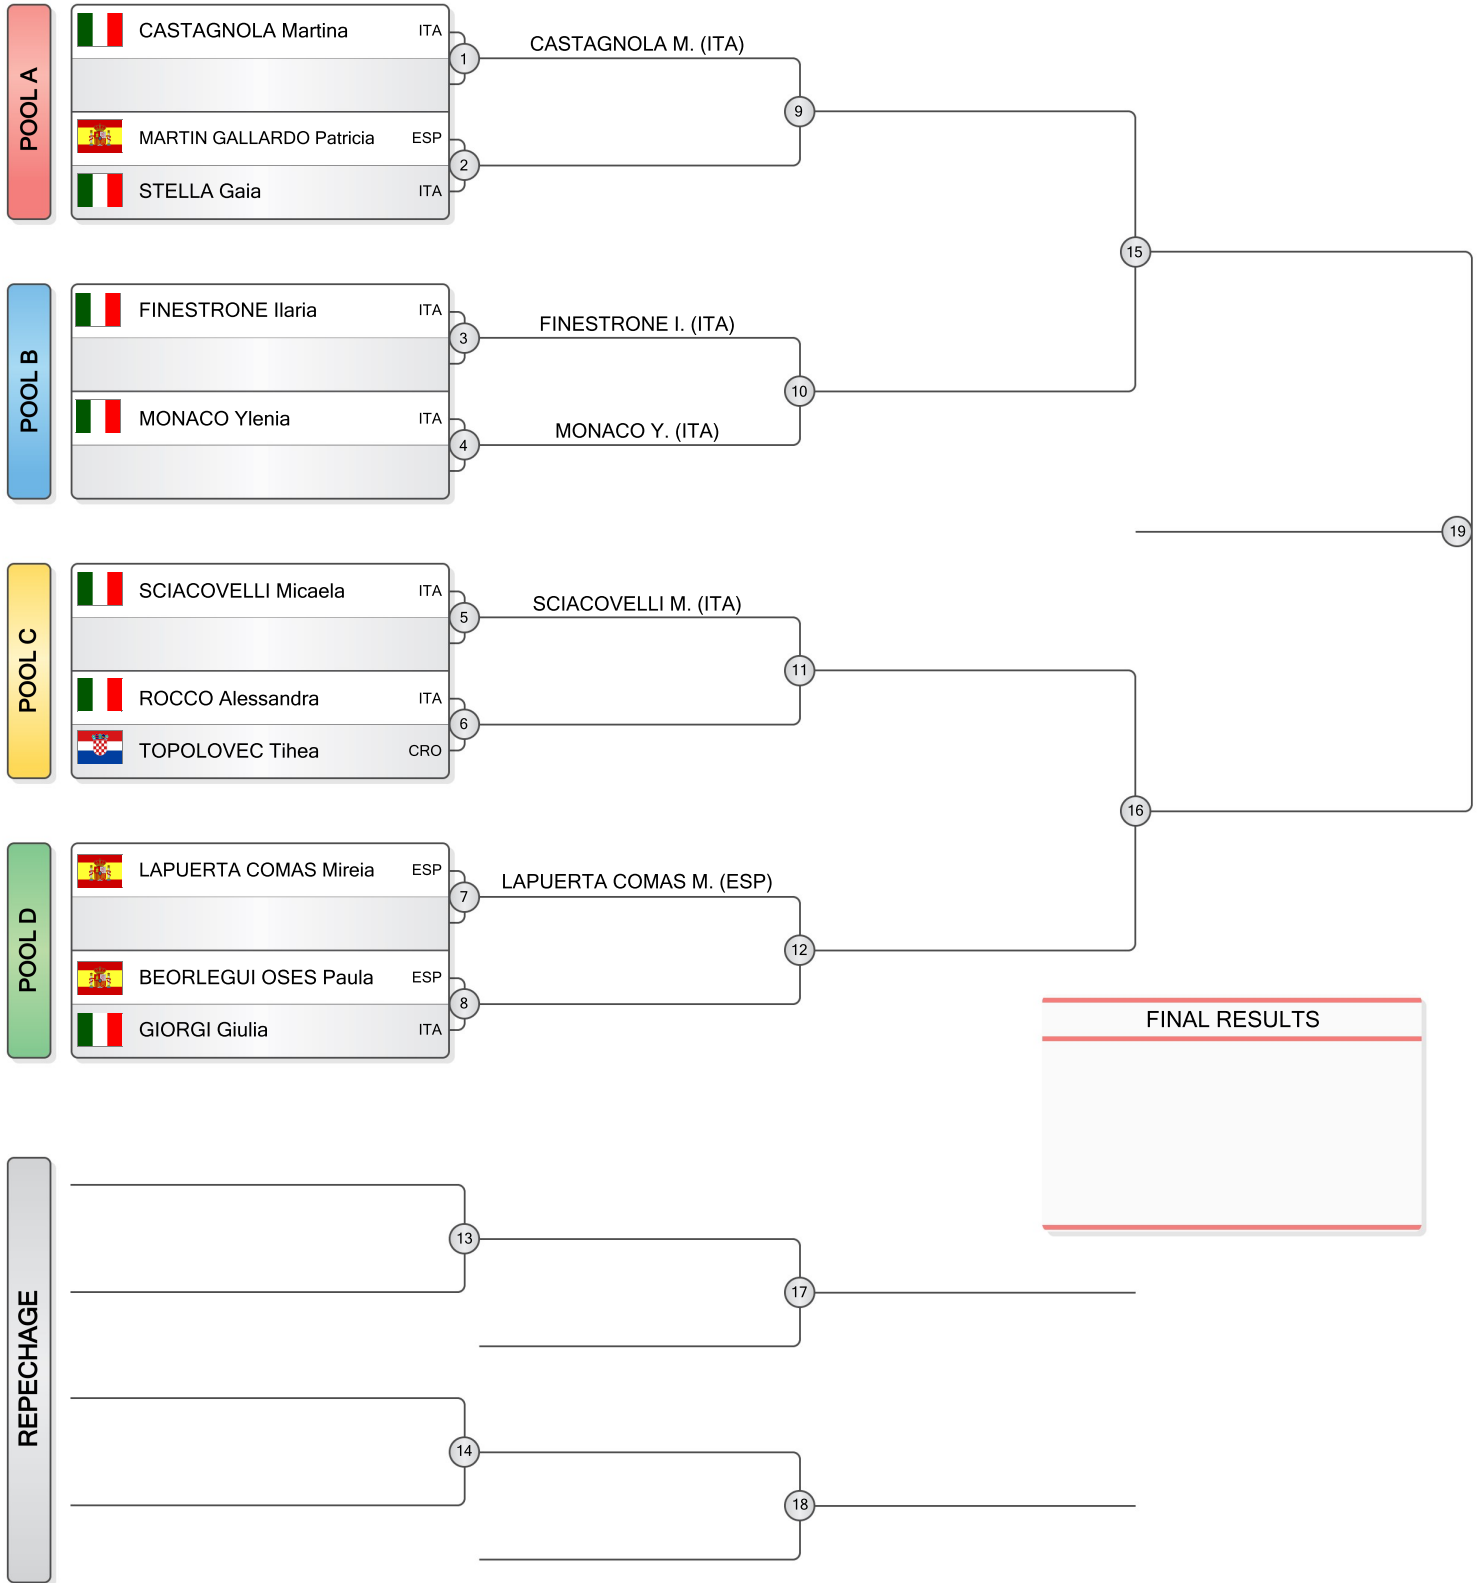 POOL A
CASTAGNOLA Martina ITA
1
CASTAGNOLA M. (ITA)
MARTIN GALLARDO Patricia ESP
2
STELLA Gaia ITA
9
15
POOL B
FINESTRONE Ilaria ITA
3
FINESTRONE I. (ITA)
MONACO Ylenia ITA
4
MONACO Y. (ITA)
10
19
POOL C
SCIACOVELLI Micaela ITA
5
SCIACOVELLI M. (ITA)
ROCCO Alessandra ITA
6
TOPOLOVEC Tihea CRO
11
16
POOL D
LAPUERTA COMAS Mireia ESP
7
LAPUERTA COMAS M. (ESP)
BEORLEGUI OSES Paula ESP
8
GIORGI Giulia ITA
12
FINAL RESULTS
REPECHAGE
13
17
14
18